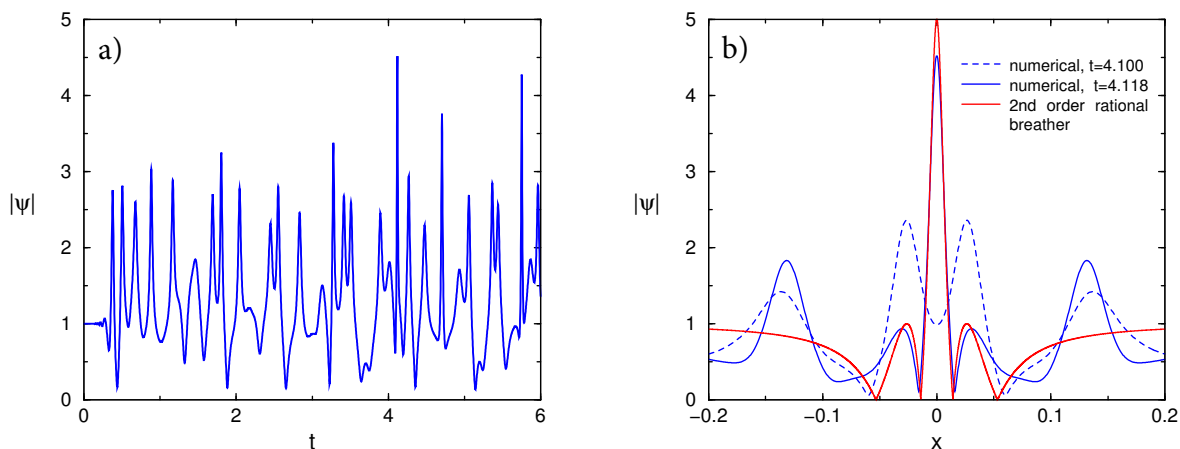 a)
|ψ|
5
4
3
2
1
0
0
2
4
6
t
b)
|ψ|
5
4
3
2
1
0
−0.2
−0.1
0
0.1
0.2
x
numerical, t=4.100
numerical, t=4.118
2nd order rational
breather